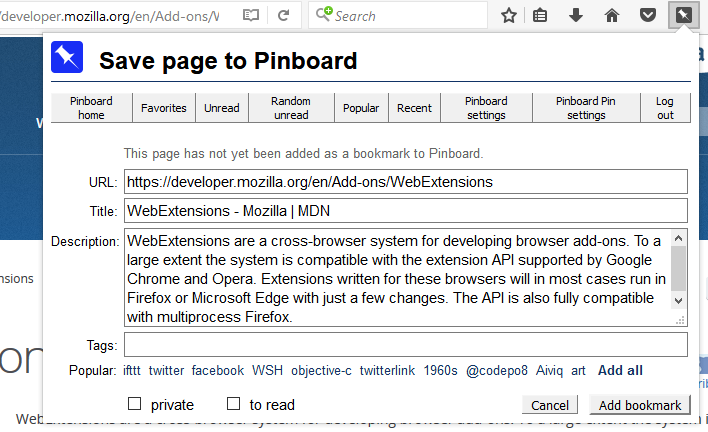 developer.mozilla.org/en/Add-ons/W
Search
Save page to Pinboard
Pinboard home
Favorites
Unread
Random unread
Popular
Recent
Pinboard settings
Pinboard Pin settings
Log out
This page has not yet been added as a bookmark to Pinboard.
URL: https://developer.mozilla.org/en/Add-ons/WebExtensions
Title: WebExtensions - Mozilla | MDN
Description: WebExtensions are a cross-browser system for developing browser add-ons. To a
large extent the system is compatible with the extension API supported by Google
Chrome and Opera. Extensions written for these browsers will in most cases run in
Firefox or Microsoft Edge with just a few changes. The API is also fully compatible
with multiprocess Firefox.
Tags:
Popular: ifttt twitter facebook WSH objective-c twitterlink 1960s @codepo8 Aiviq art Add all
private
to read
Cancel
Add bookmark
nsions
on